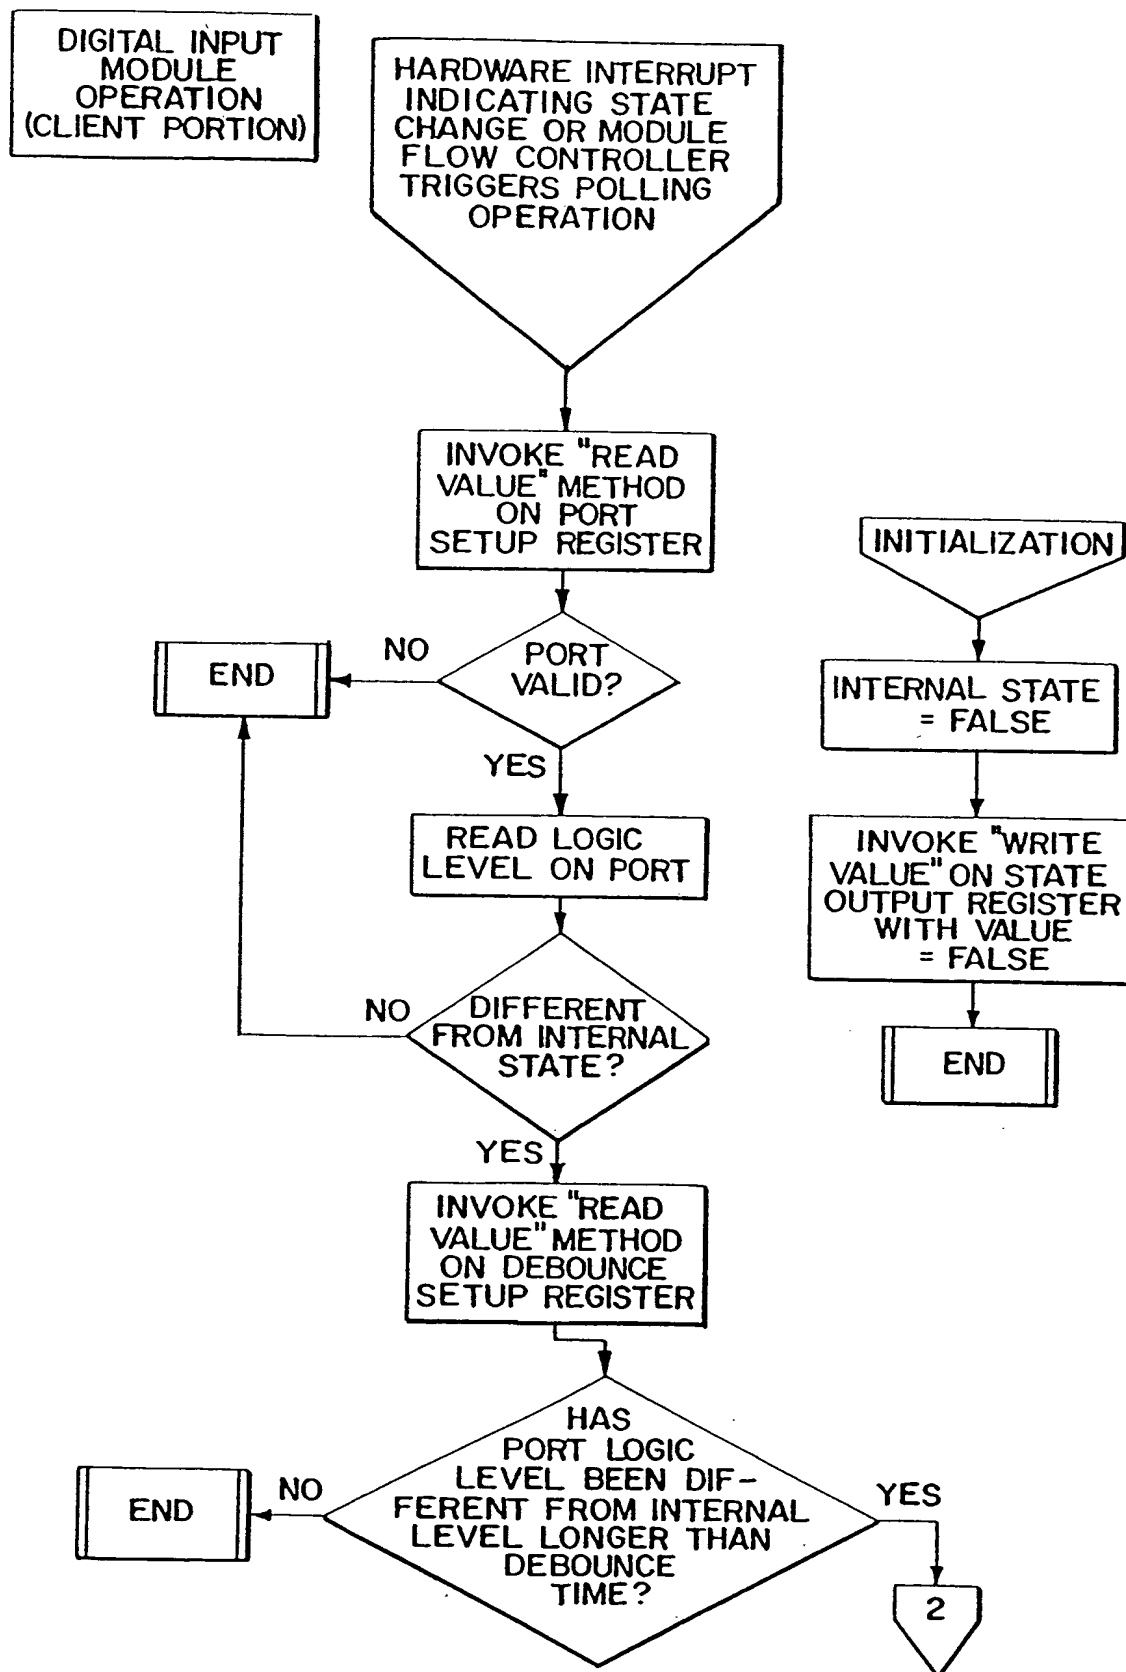 DIGITAL INPUT
MODULE
OPERATION
(CLIENT PORTION)
HARDWARE INTERRUPT
INDICATING STATE
CHANGE OR MODULE
FLOW CONTROLLER
TRIGGERS POLLING
OPERATION
INVOKE "READ
VALUE" METHOD
ON PORT
SETUP REGISTER
PORT
VALID?
NO
END
YES
READ LOGIC
LEVEL ON PORT
DIFFERENT
FROM INTERNAL
STATE?
NO
YES
INVOKE "READ
VALUE" METHOD
ON DEBOUNCE
SETUP REGISTER
HAS
PORT LOGIC
LEVEL BEEN DIF-
FERENT FROM INTERNAL
LEVEL LONGER THAN
DEBOUNCE
TIME?
NO
END
YES
2
INITIALIZATION
INTERNAL STATE
= FALSE
INVOKE "WRITE
VALUE" ON STATE
OUTPUT REGISTER
WITH VALUE
= FALSE
END